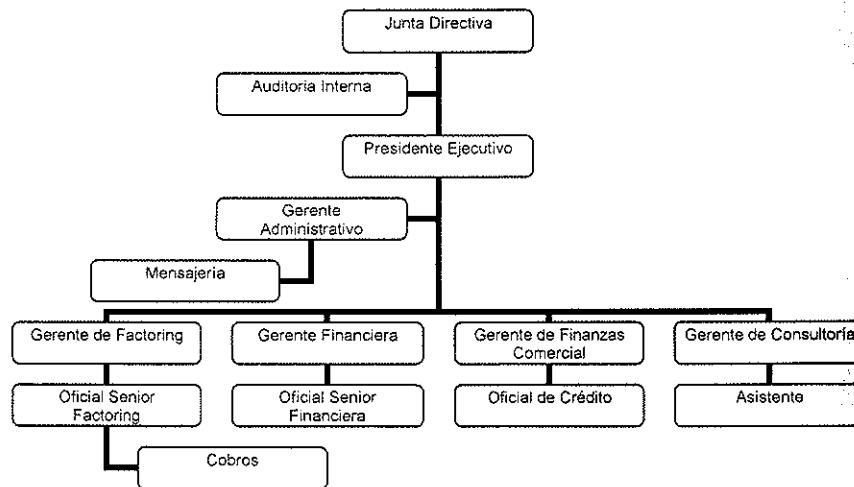 Junta Directiva
Auditoria Interna
Presidente Ejecutivo
Gerente
Administrativo
Mensajeria
Gerente de Factoring
Gerente Financiera
Gerente de Finanzas
Comercial
Gerente de Consultoría
Oficial Senior
Factoring
Oficial Senior
Financiera
Oficial de Crédito
Asistente
Cobros